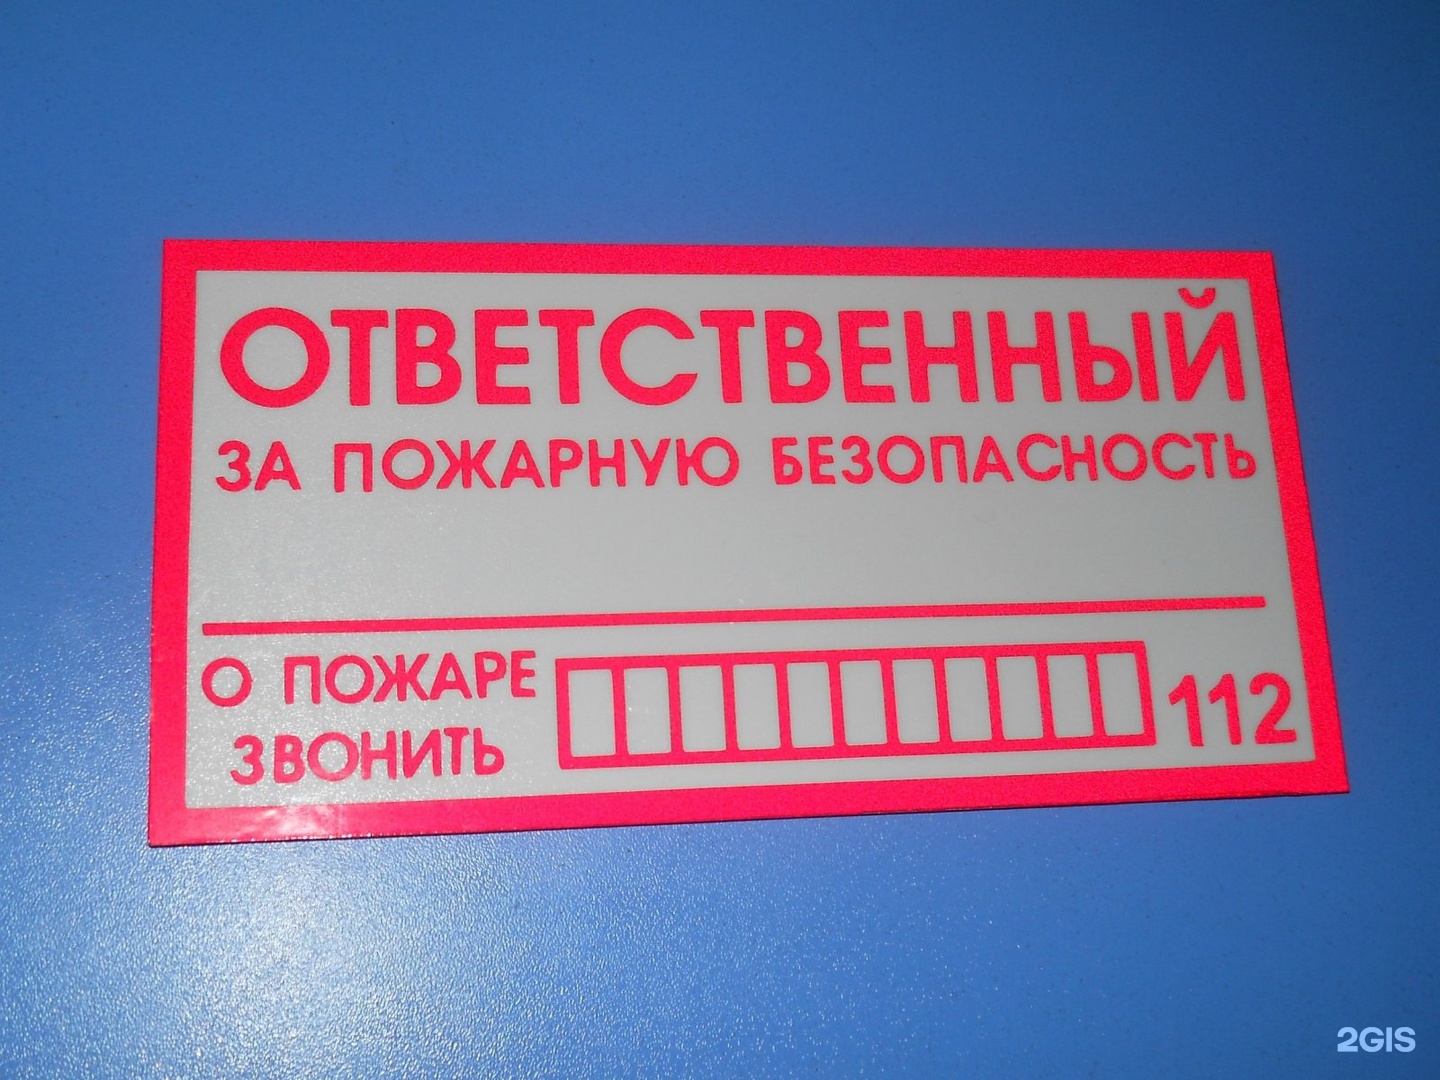 ОТВЕТСТВЕННЫЙ
ЗА ПОЖАРНУЮ БЕЗОПАСНОСТЬ
О ПОЖАРЕ
ЗВОНИТЬ
112
2GIS